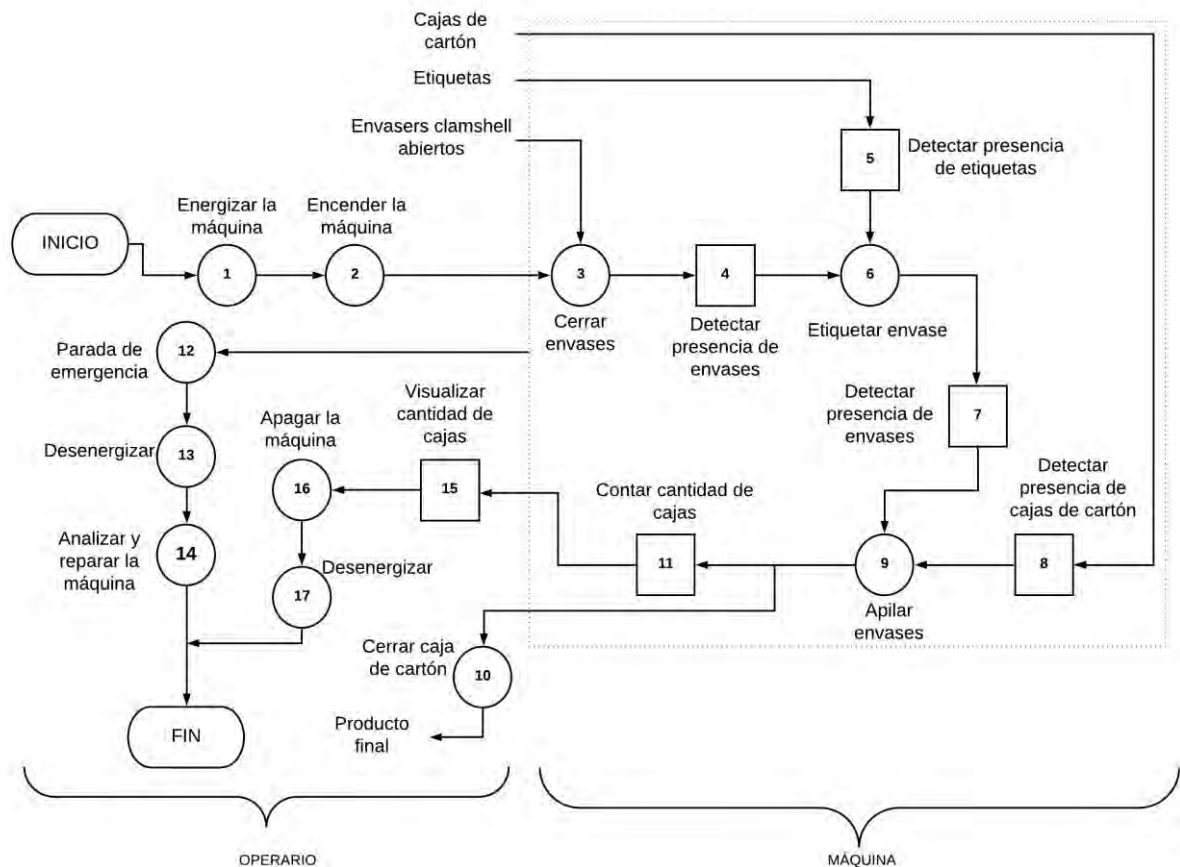 Cajas de
cartón
Etiquetas
Envasers clamshell
abiertos
5
Detectar presencia
de etiquetas
INICIO
Energizar la
máquina
1
Encender la
máquina
2
3
Cerrar
envases
4
Detectar
presencia de
envases
6
Etiquetar envase
Parada de
emergencia
12
Detectar
presencia de
envases
7
Desenergizar
13
Apagar la
máquina
16
Visualizar
cantidad de
cajas
15
Contar cantidad de
cajas
11
Detectar
presencia de
cajas de cartón
8
9
Apilar
envases
Analizar y
reparar la
máquina
14
Desenergizar
17
Cerrar caja
de cartón
10
FIN
Producto
final
OPERARIO
MÁQUINA